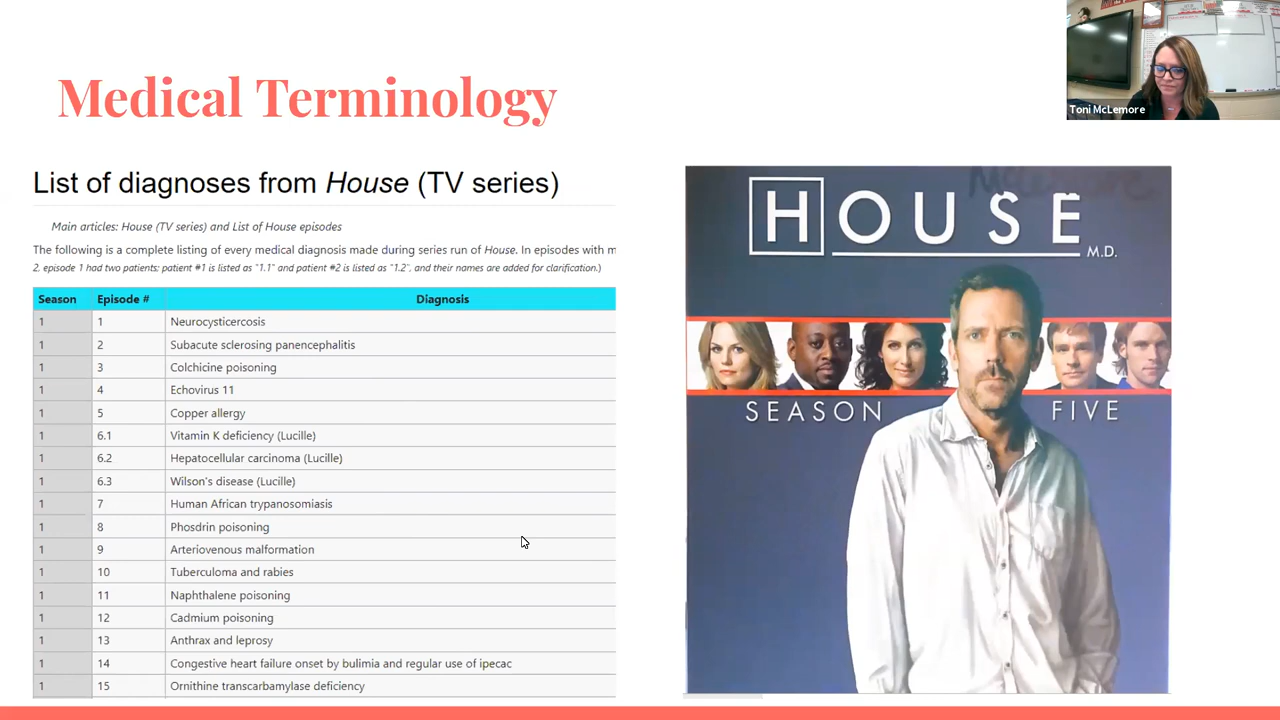 Medical Terminology
Toni McLemore
List of diagnoses from House (TV series)
Main articles: House (TV series) and List of House episodes
The following is a complete listing of every medical diagnosis made during series run of House. In episodes with m
2, episode 1 had two patients: patient #1 is listed as "1.1" and patient #2 is listed as "1.2", and their names are added for clarification.)
Season Episode # Diagnosis
1 1 Neurocysticercosis
1 2 Subacute sclerosing panencephalitis
1 3 Colchicine poisoning
1 4 Echovirus 11
1 5 Copper allergy
1 6.1 Vitamin K deficiency (Lucille)
1 6.2 Hepatocellular carcinoma (Lucille)
1 6.3 Wilson's disease (Lucille)
1 7 Human African trypanosomiasis
1 8 Phosdrin poisoning
1 9 Arteriovenous malformation
1 10 Tuberculoma and rabies
1 11 Naphthalene poisoning
1 12 Cadmium poisoning
1 13 Anthrax and leprosy
1 14 Congestive heart failure onset by bulimia and regular use of ipecac
1 15 Ornithine transcarbamylase deficiency
McLemore
HOUSE
M.D.
SEASON FIVE